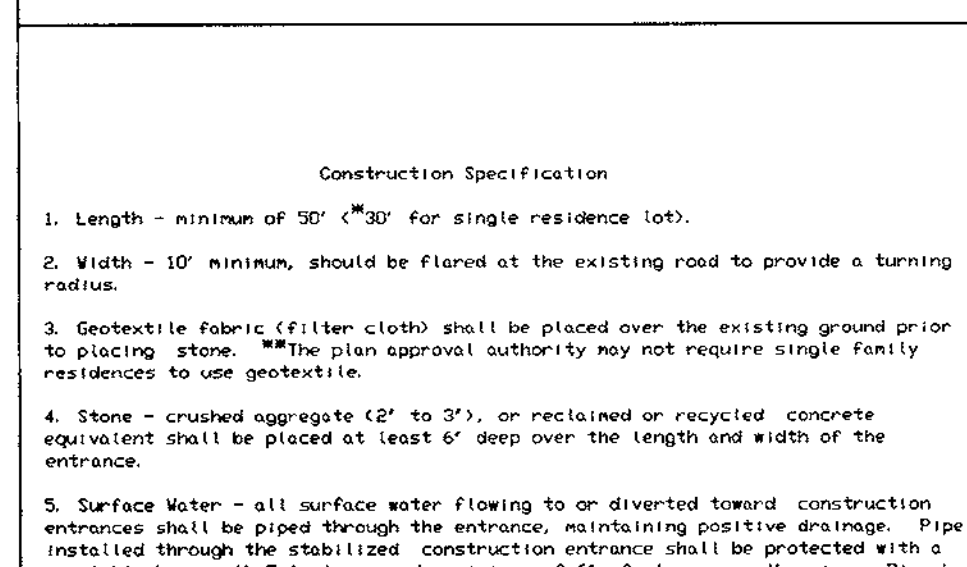 Construction Specification
1. Length - minimum of 50' (*30' for single residence lot).
2. Width - 10' minimum, should be flared at the existing road to provide a turning
radius.
3. Geotextile fabric (filter cloth) shall be placed over the existing ground prior
to placing stone. **The plan approval authority may not require single family
residences to use geotextile.
4. Stone - crushed aggregate (2' to 3'), or reclaimed or recycled concrete
equivalent shall be placed at least 6' deep over the length and width of the
entrance.
5. Surface Water - all surface water flowing to or diverted toward construction
entrances shall be piped through the entrance, maintaining positive drainage. Pipe
installed through the stabilized construction entrance shall be protected with a